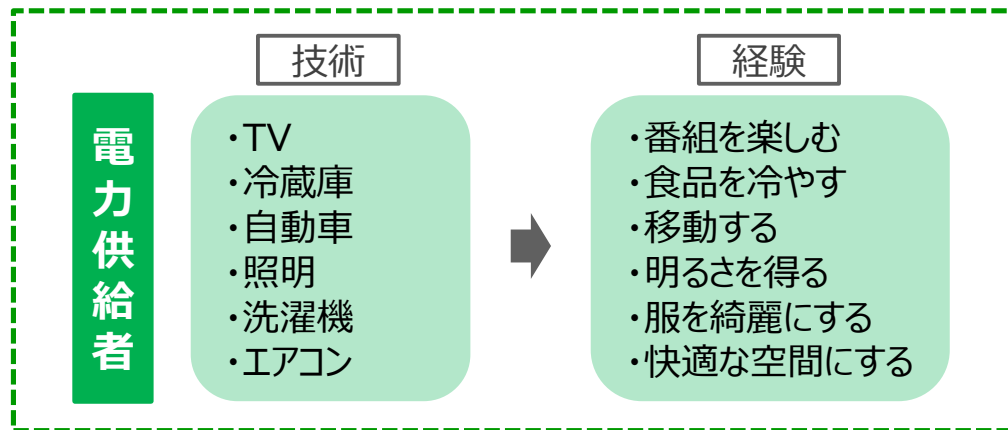 技術
経験
電力供給者
・TV
・冷蔵庫
・自動車
・照明
・洗濯機
・エアコン
・番組を楽しむ
・食品を冷やす
・移動する
・明るさを得る
・服を綺麗にする
・快適な空間にする